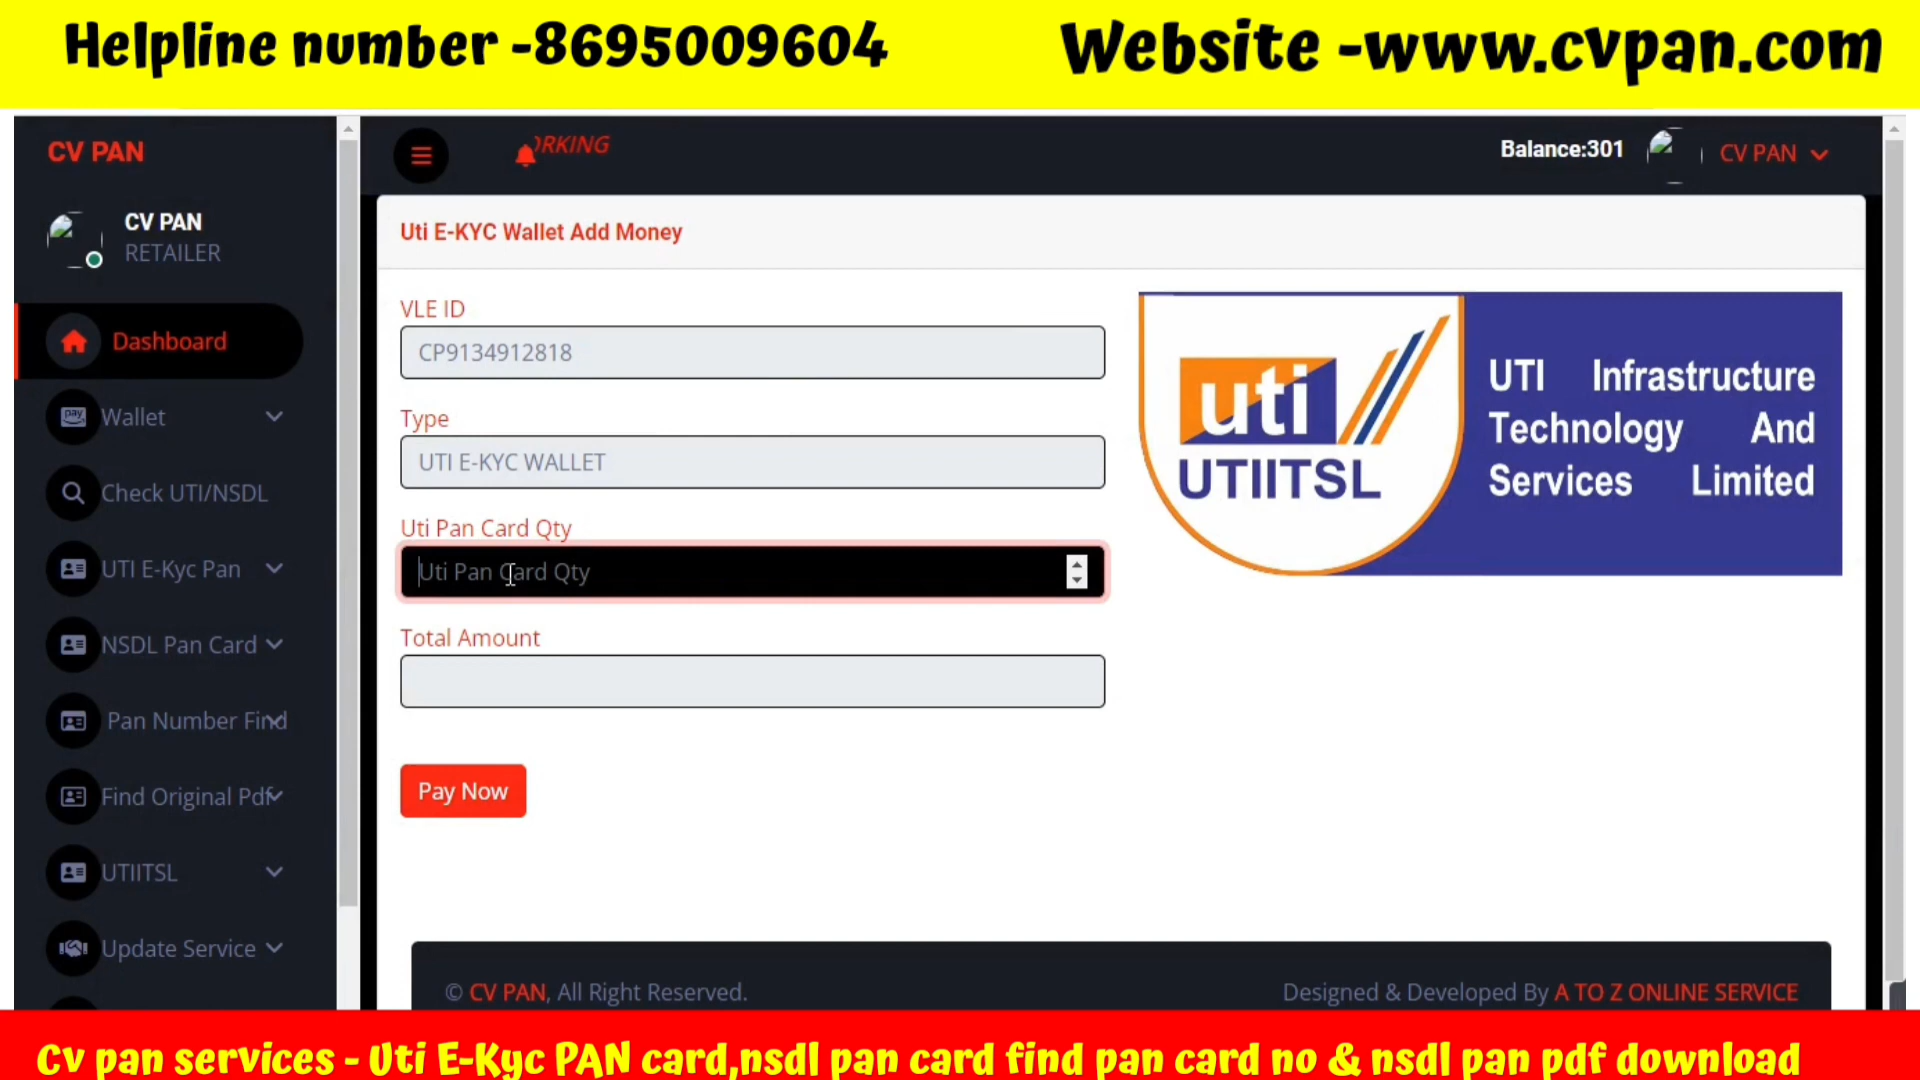 Helpline number -8695009604
Website -www.cvpan.com
CV PAN
CV PAN
RETAILER
Dashboard
Wallet
Check UTI/NSDL
UTI E-Kyc Pan
NSDL Pan Card
Pan Number Find
Find Original Pdf
UTIITSL
Update Service
ORKING
Balance:301
CV PAN
Uti E-KYC Wallet Add Money
VLE ID
CP9134912818
Type
UTI E-KYC WALLET
Uti Pan Card Qty
Uti Pan Card Qty
Total Amount
Pay Now
uti
UTIITSL
UTI Infrastructure
Technology And
Services Limited
© CV PAN, All Right Reserved.
Designed & Developed By A TO Z ONLINE SERVICE
Cv pan services - Uti E-Kyc PAN card,nsdl pan card find pan card no & nsdl pan pdf download